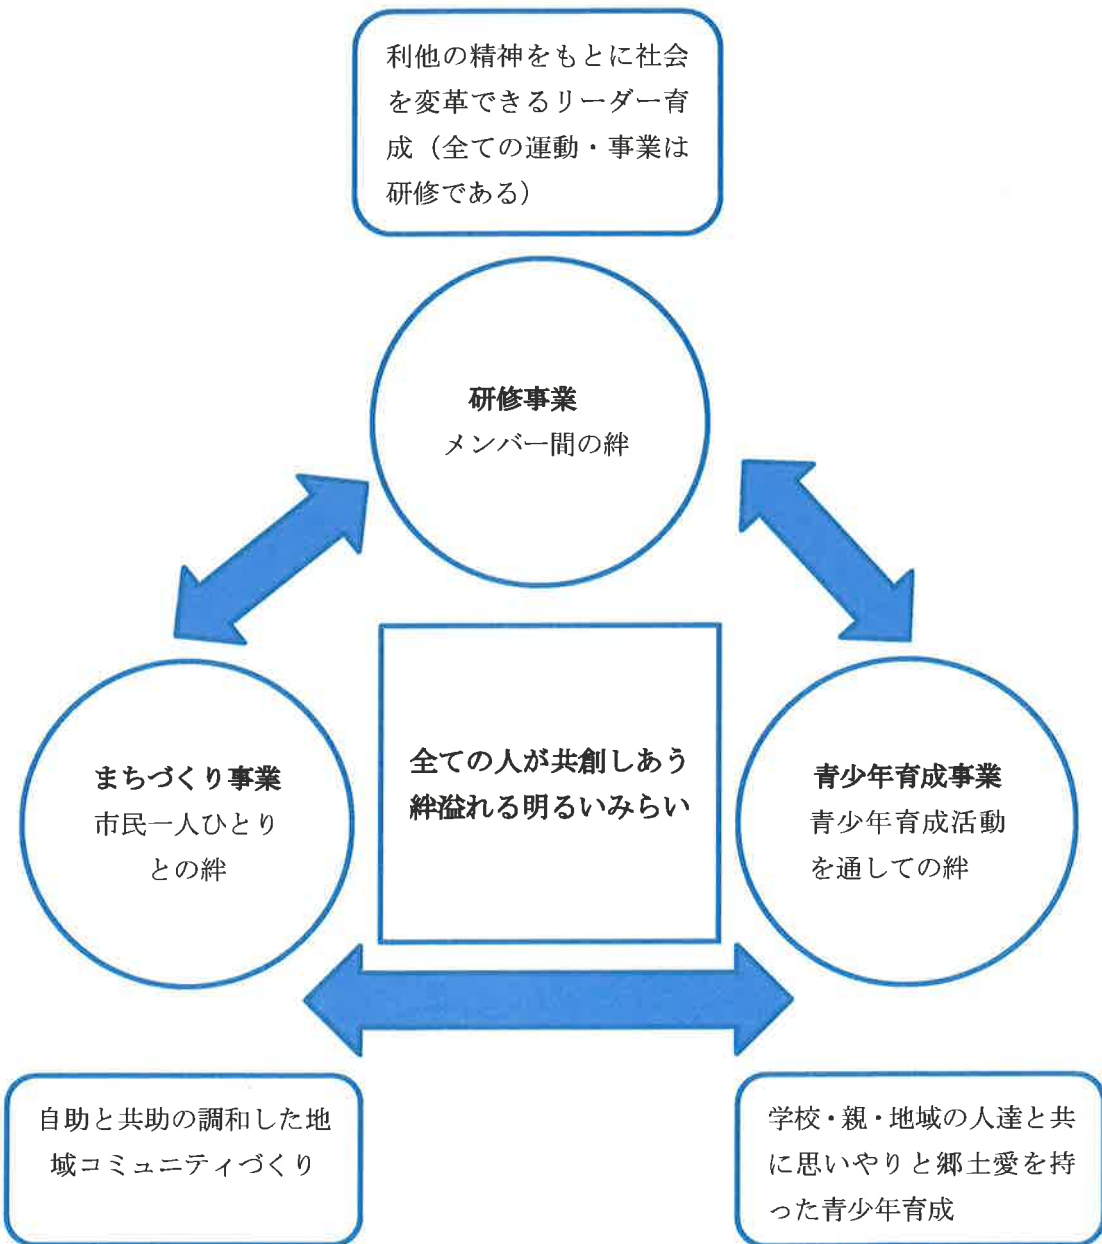 利他の精神をもとに社会
を変革できるリーダー育
成（全ての運動・事業は
研修である）
研修事業
メンバー間の絆
全ての人が共創しあう
絆溢れる明るいみらい
まちづくり事業
市民一人ひとり
との絆
青少年育成事業
青少年育成活動
を通しての絆
自助と共助の調和した地
域コミュニティづくり
学校・親・地域の人達と共
に思いやりと郷土愛を持
った青少年育成